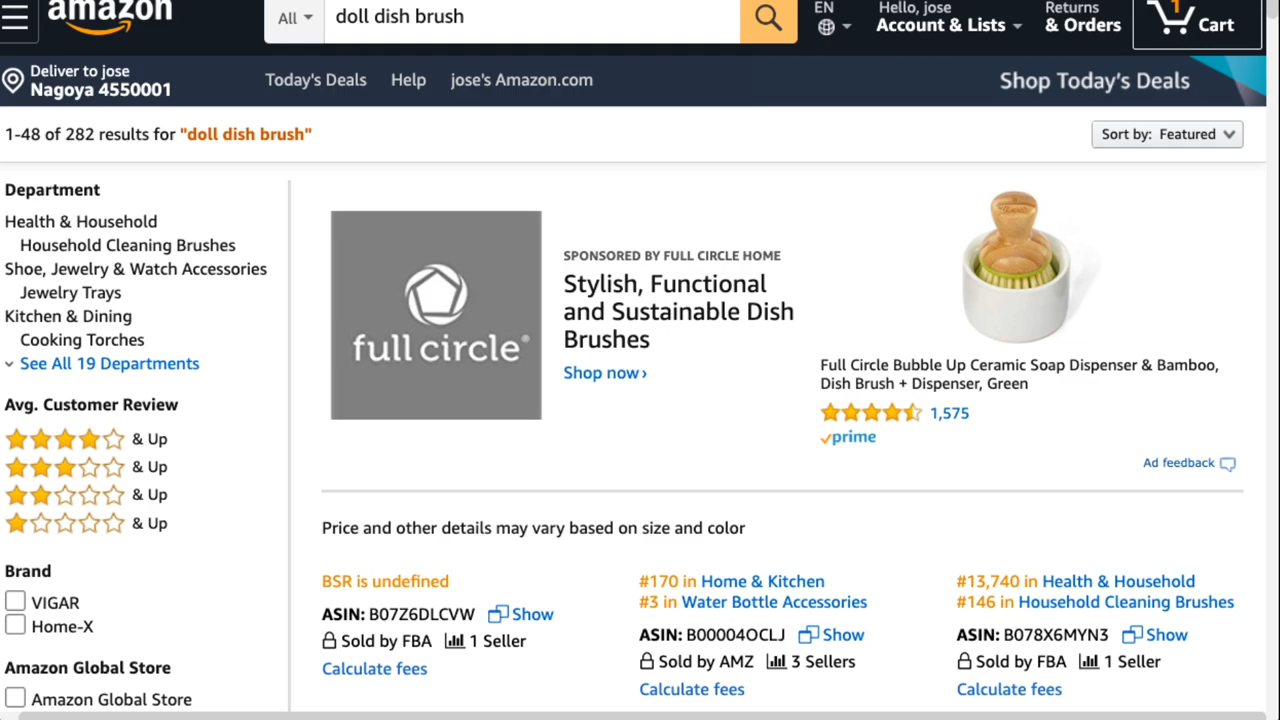 amazon
All
doll dish brush
EN
Hello, jose
Account & Lists
Returns
& Orders
1
Cart
Deliver to jose
Nagoya 4550001
Today's Deals
Help
jose's Amazon.com
Shop Today's Deals
1-48 of 282 results for "doll dish brush"
Sort by: Featured
Department
Health & Household
Household Cleaning Brushes
Shoe, Jewelry & Watch Accessories
Jewelry Trays
Kitchen & Dining
Cooking Torches
See All 19 Departments
Avg. Customer Review
& Up
& Up
& Up
& Up
Brand
VIGAR
Home-X
Amazon Global Store
Amazon Global Store
full circle®
SPONSORED BY FULL CIRCLE HOME
Stylish, Functional
and Sustainable Dish
Brushes
Shop now ›
Full Circle Bubble Up Ceramic Soap Dispenser & Bamboo,
Dish Brush + Dispenser, Green
1,575
prime
Ad feedback
Price and other details may vary based on size and color
BSR is undefined
ASIN: B07Z6DLCVW Show
Sold by FBA 1 Seller
Calculate fees
#170 in Home & Kitchen
#3 in Water Bottle Accessories
ASIN: B00004OCLJ Show
Sold by AMZ 3 Sellers
Calculate fees
#13,740 in Health & Household
#146 in Household Cleaning Brushes
ASIN: B078X6MYN3 Show
Sold by FBA 1 Seller
Calculate fees